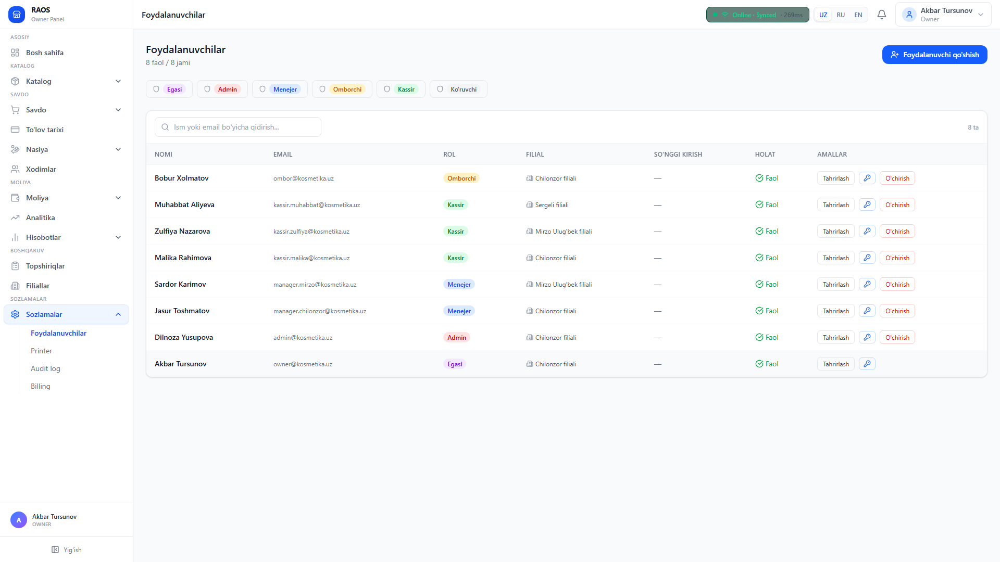 RAOS
Owner Panel
ASOSIY
Bosh sahifa
KATALOG
Katalog
SAVDO
Savdo
To'lov tarixi
Nasiya
Xodimlar
MOLIYA
Moliya
Analitika
Hisobotlar
BOSHQARUV
Topshiriqlar
Filiallar
SOZLAMALAR
Sozlamalar
Foydalanuvchilar
Printer
Audit log
Billing
A
Akbar Tursunov
OWNER
Yig'ish
Foydalanuvchilar
Online · Synced · 269ms
UZ RU EN
Akbar Tursunov
Owner
Foydalanuvchilar
8 faol / 8 jami
Foydalanuvchi qo'shish
Egasi Admin Menejer Omborchi Kassir Ko'ruvchi
Ism yoki email bo'yicha qidirish...
8 ta
NOMI EMAIL ROL FILIAL SO'NGGI KIRISH HOLAT AMALLAR
Bobur Xolmatov ombor@kosmetika.uz Omborchi Chilonzor filiali — Faol Tahrirlash O'chirish
Muhabbat Aliyeva kassir.muhabbat@kosmetika.uz Kassir Sergeli filiali — Faol Tahrirlash O'chirish
Zulfiya Nazarova kassir.zulfiya@kosmetika.uz Kassir Mirzo Ulug'bek filiali — Faol Tahrirlash O'chirish
Malika Rahimova kassir.malika@kosmetika.uz Kassir Chilonzor filiali — Faol Tahrirlash O'chirish
Sardor Karimov manager.mirzo@kosmetika.uz Menejer Mirzo Ulug'bek filiali — Faol Tahrirlash O'chirish
Jasur Toshmatov manager.chilonzor@kosmetika.uz Menejer Chilonzor filiali — Faol Tahrirlash O'chirish
Dilnoza Yusupova admin@kosmetika.uz Admin Chilonzor filiali — Faol Tahrirlash O'chirish
Akbar Tursunov owner@kosmetika.uz Egasi Chilonzor filiali — Faol Tahrirlash